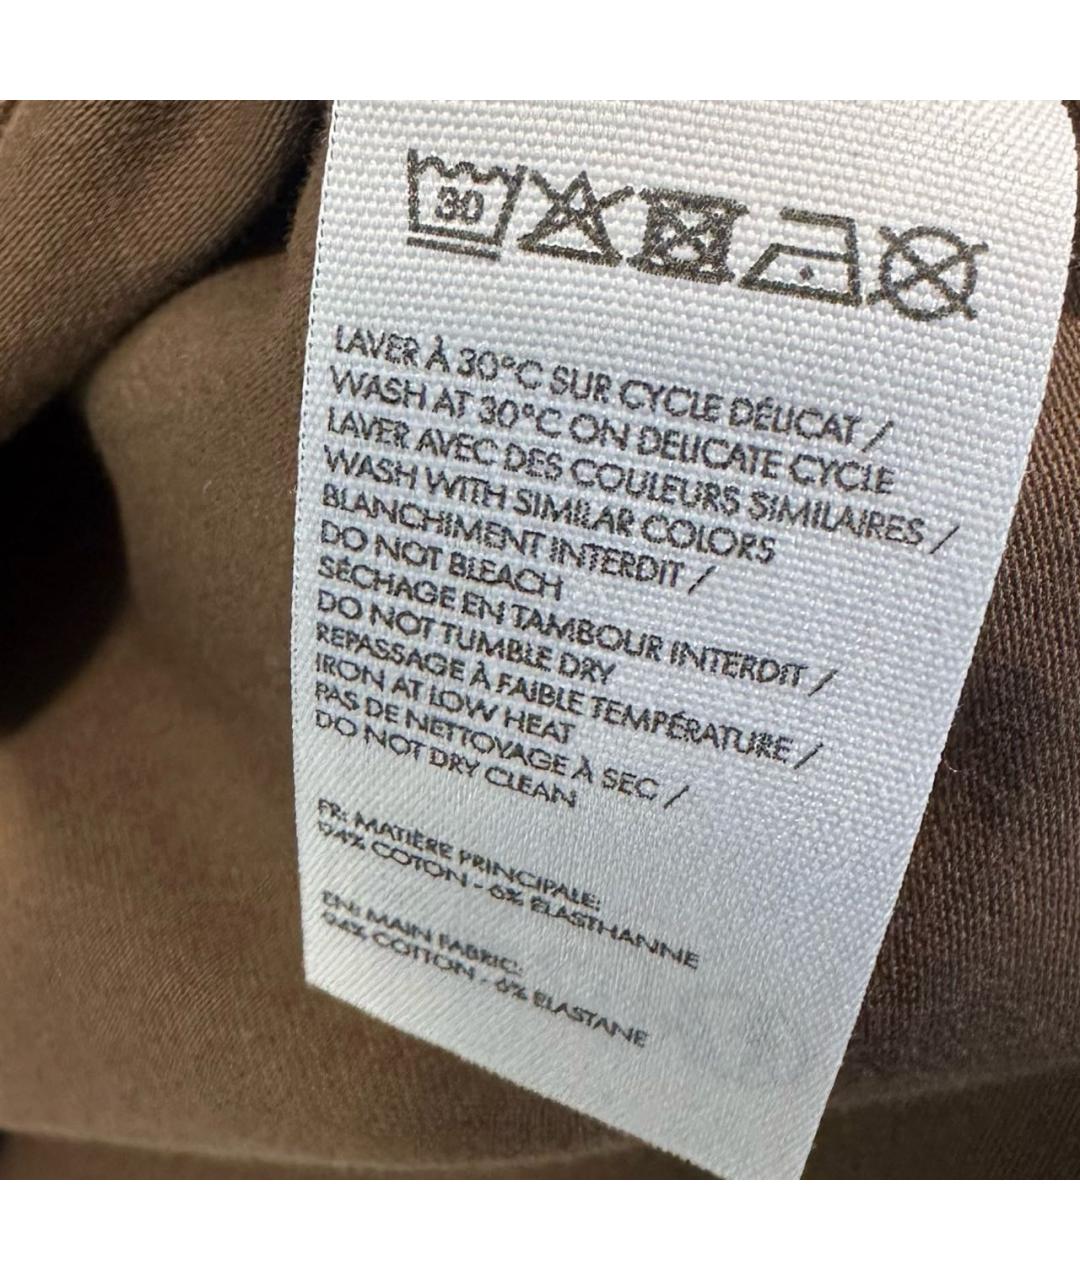 30
LAVER À 30°C SUR CYCLE DÉLICAT /
WASH AT 30°C ON DELICATE CYCLE
LAVER AVEC DES COULEURS SIMILAIRES /
WASH WITH SIMILAR COLORS
BLANCHIMENT INTERDIT /
DO NOT BLEACH
SÉCHAGE EN TAMBOUR INTERDIT /
DO NOT TUMBLE DRY
REPASSAGE À FAIBLE TEMPÉRATURE /
IRON AT LOW HEAT
PAS DE NETTOYAGE À SEC /
DO NOT DRY CLEAN
FR: MATIÈRE PRINCIPALE:
94% COTON - 6% ELASTHANNE
EN: MAIN FABRIC:
94% COTTON - 6% ELASTANE